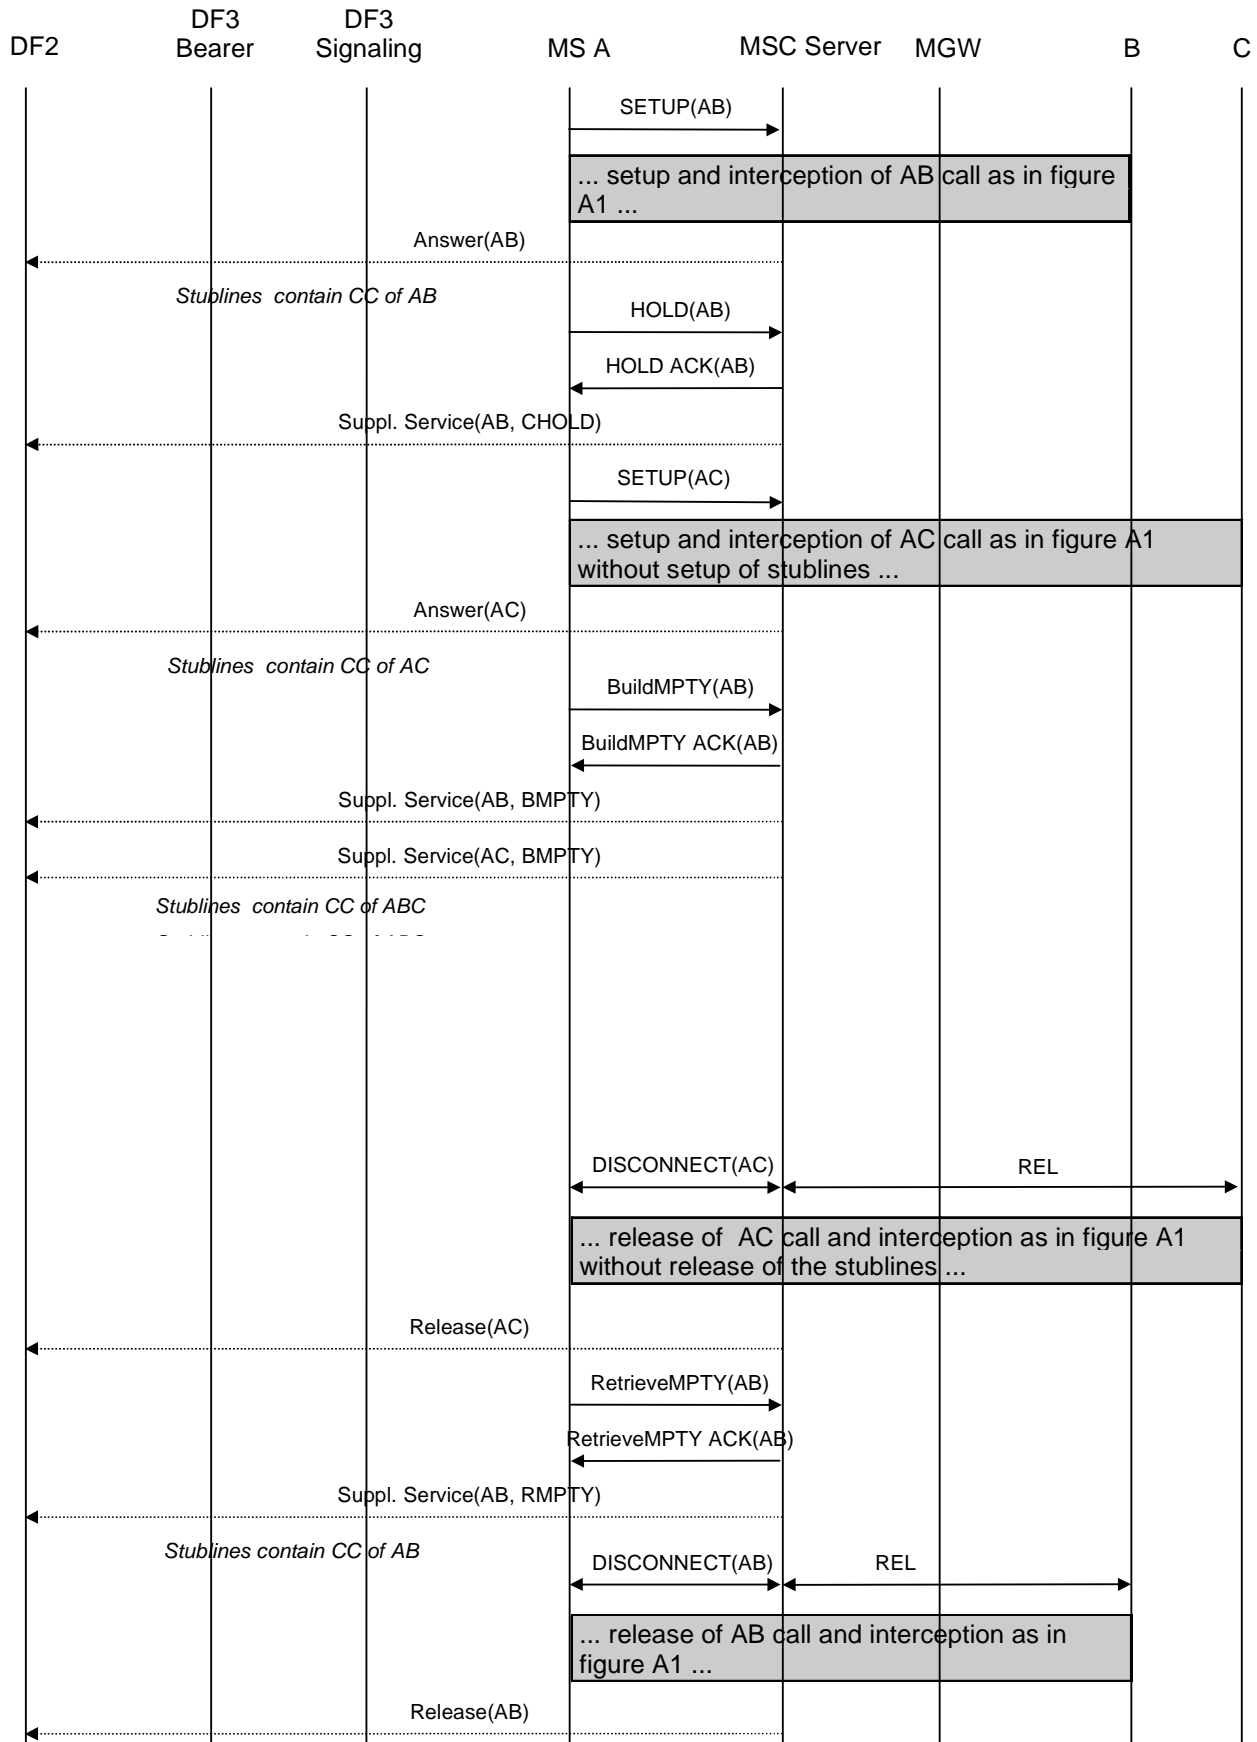 DF2
DF3
Bearer
DF3
Signaling
MS A
MSC Server
MGW
B
C
SETUP(AB)
... setup and interception of AB call as in figure
A1 ...
Answer(AB)
Stublines contain CC of AB
HOLD(AB)
HOLD ACK(AB)
Suppl. Service(AB, CHOLD)
SETUP(AC)
... setup and interception of AC call as in figure A1
without setup of stublines ...
Answer(AC)
Stublines contain CC of AC
BuildMPTY(AB)
BuildMPTY ACK(AB)
Suppl. Service(AB, BMPTY)
Suppl. Service(AC, BMPTY)
Stublines contain CC of ABC
DISCONNECT(AC)
REL
... release of AC call and interception as in figure A1
without release of the stublines ...
Release(AC)
RetrieveMPTY(AB)
RetrieveMPTY ACK(AB)
Suppl. Service(AB, RMPTY)
Stublines contain CC of AB
DISCONNECT(AB)
REL
... release of AB call and interception as in
figure A1 ...
Release(AB)